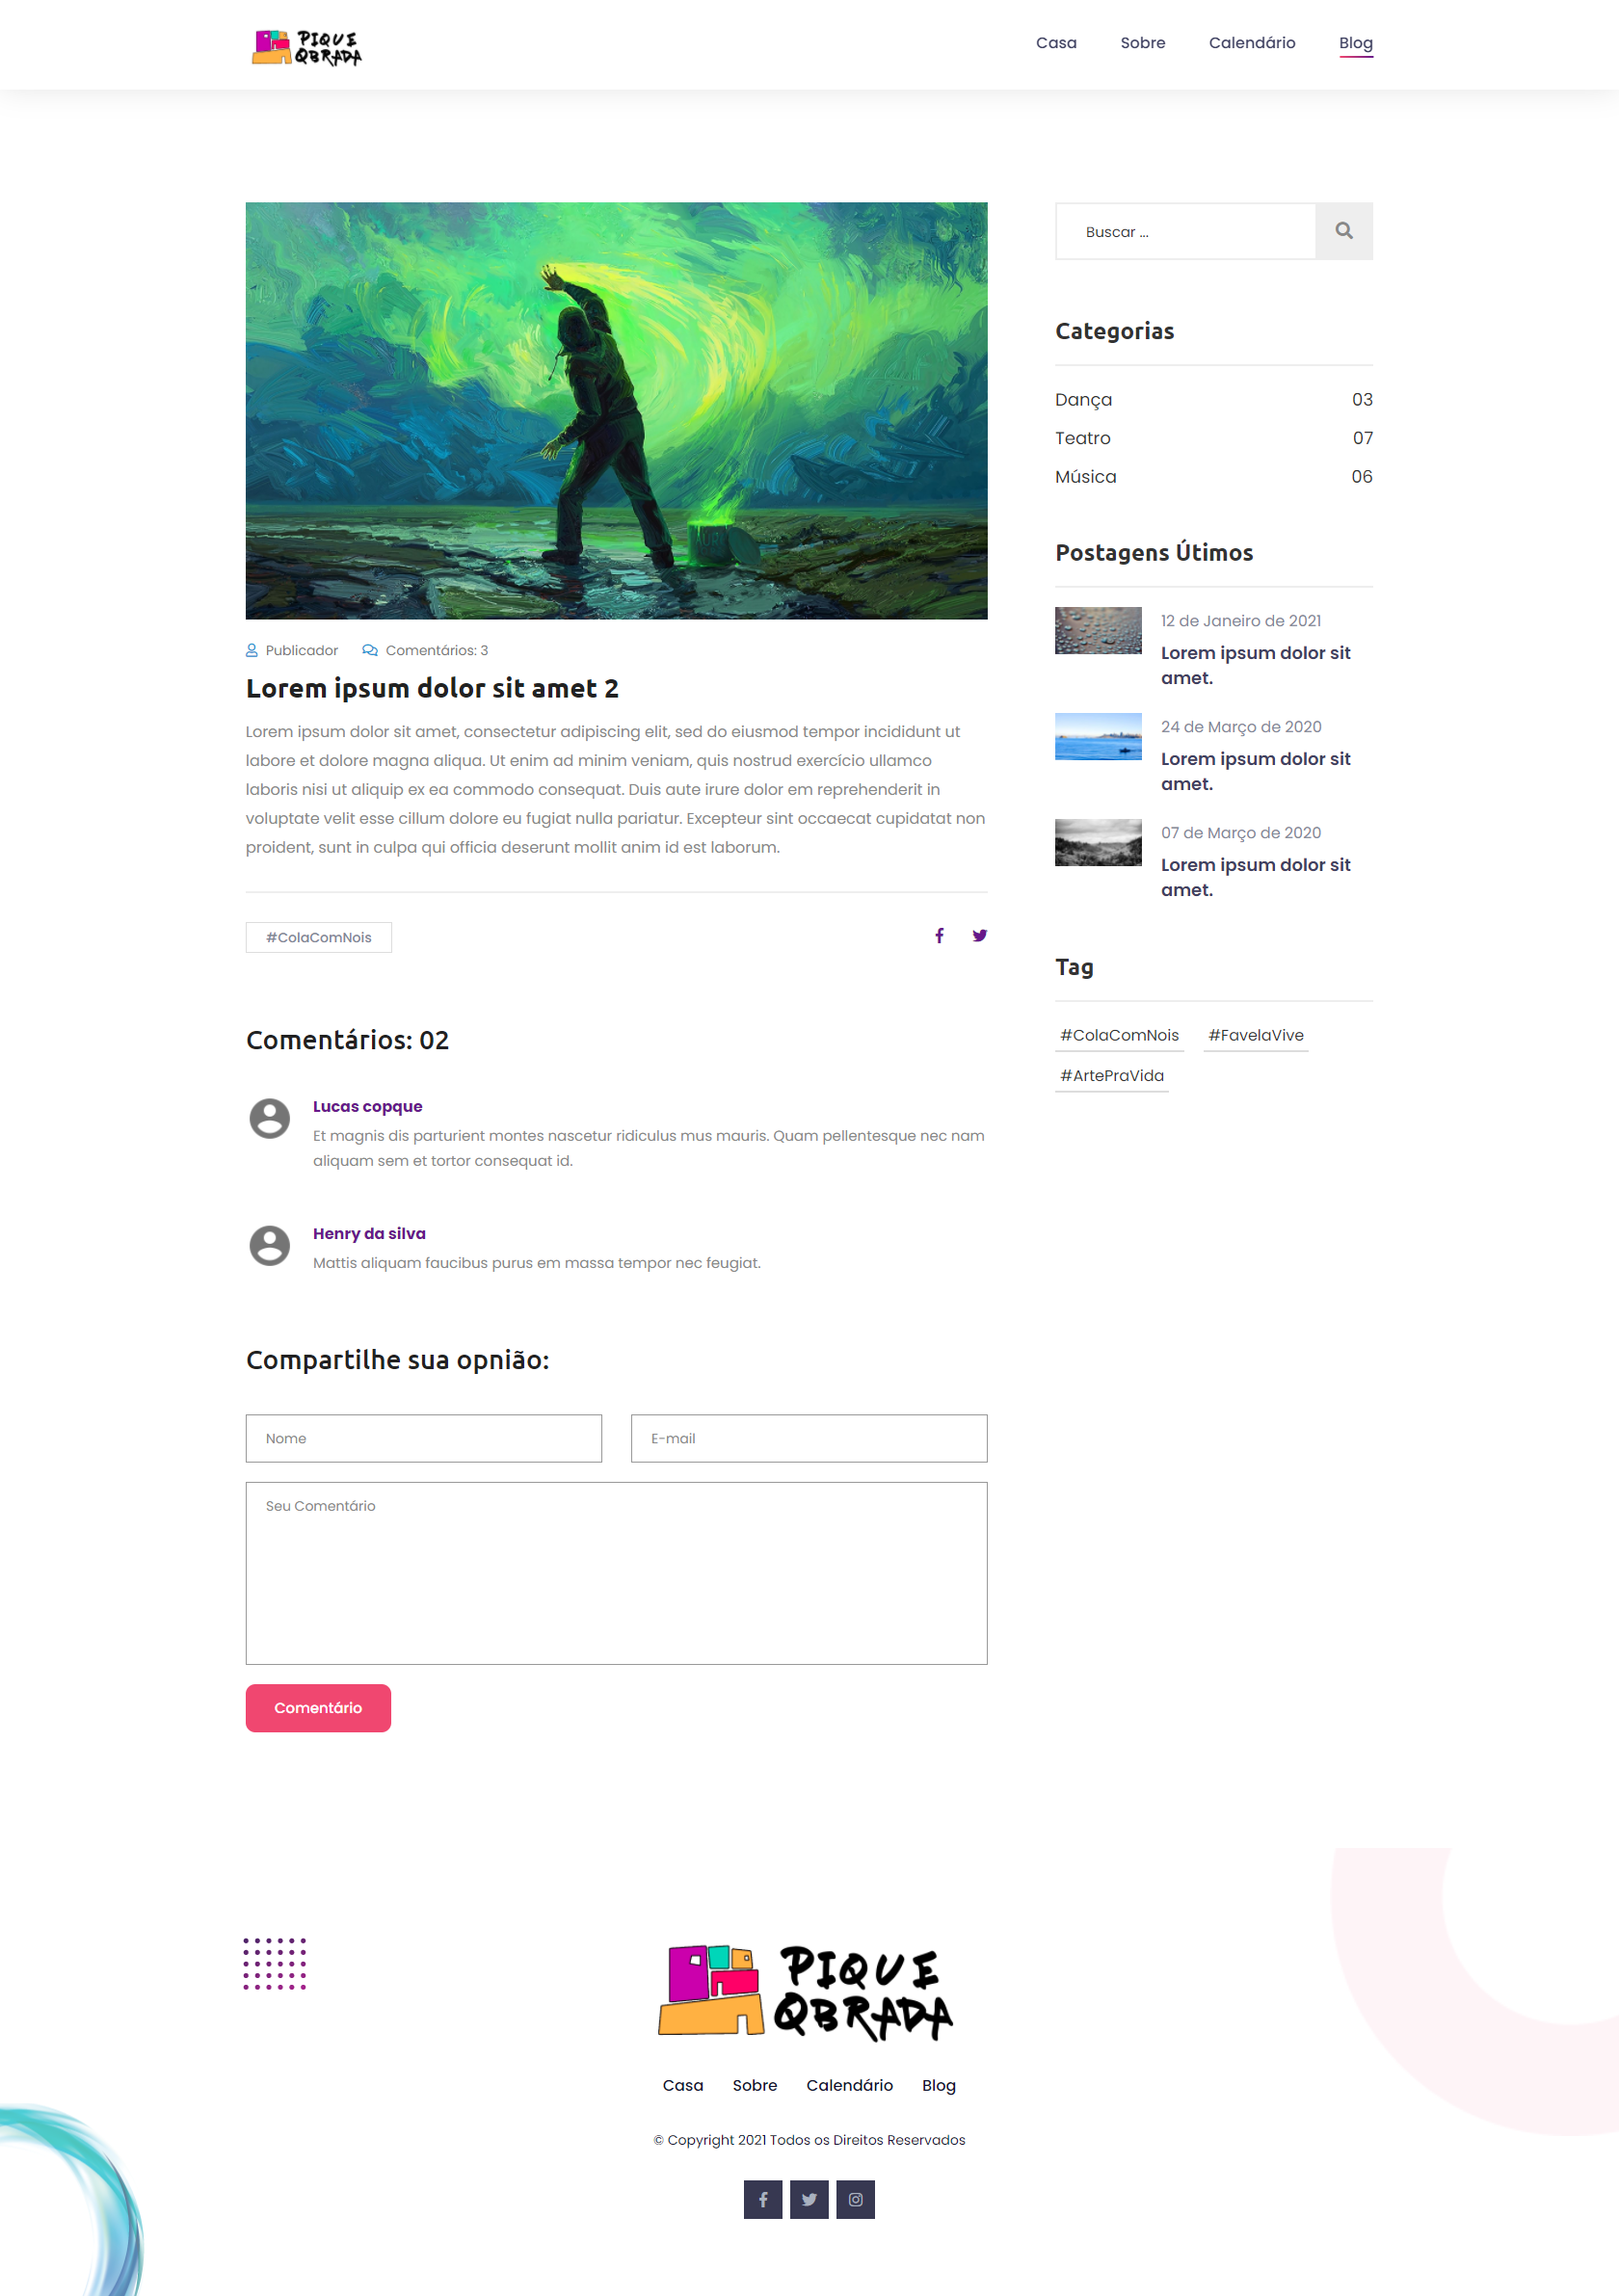 PIQUE
QBRADA
Casa Sobre Calendário Blog
Publicador Comentários: 3
Lorem ipsum dolor sit amet 2
Lorem ipsum dolor sit amet, consectetur adipiscing elit, sed do eiusmod tempor incididunt ut
labore et dolore magna aliqua. Ut enim ad minim veniam, quis nostrud exercício ullamco
laboris nisi ut aliquip ex ea commodo consequat. Duis aute irure dolor em reprehenderit in
voluptate velit esse cillum dolore eu fugiat nulla pariatur. Excepteur sint occaecat cupidatat non
proident, sunt in culpa qui officia deserunt mollit anim id est laborum.
#ColaComNois
Comentários: 02
Lucas copque
Et magnis dis parturient montes nascetur ridiculus mus mauris. Quam pellentesque nec nam
aliquam sem et tortor consequat id.
Henry da silva
Mattis aliquam faucibus purus em massa tempor nec feugiat.
Compartilhe sua opnião:
Nome E-mail
Seu Comentário
Comentário
Buscar ...
Categorias
Dança 03
Teatro 07
Música 06
Postagens Útimos
12 de Janeiro de 2021
Lorem ipsum dolor sit
amet.
24 de Março de 2020
Lorem ipsum dolor sit
amet.
07 de Março de 2020
Lorem ipsum dolor sit
amet.
Tag
#ColaComNois #FavelaVive
#ArtePraVida
PIQUE
QBRADA
Casa Sobre Calendário Blog
© Copyright 2021 Todos os Direitos Reservados